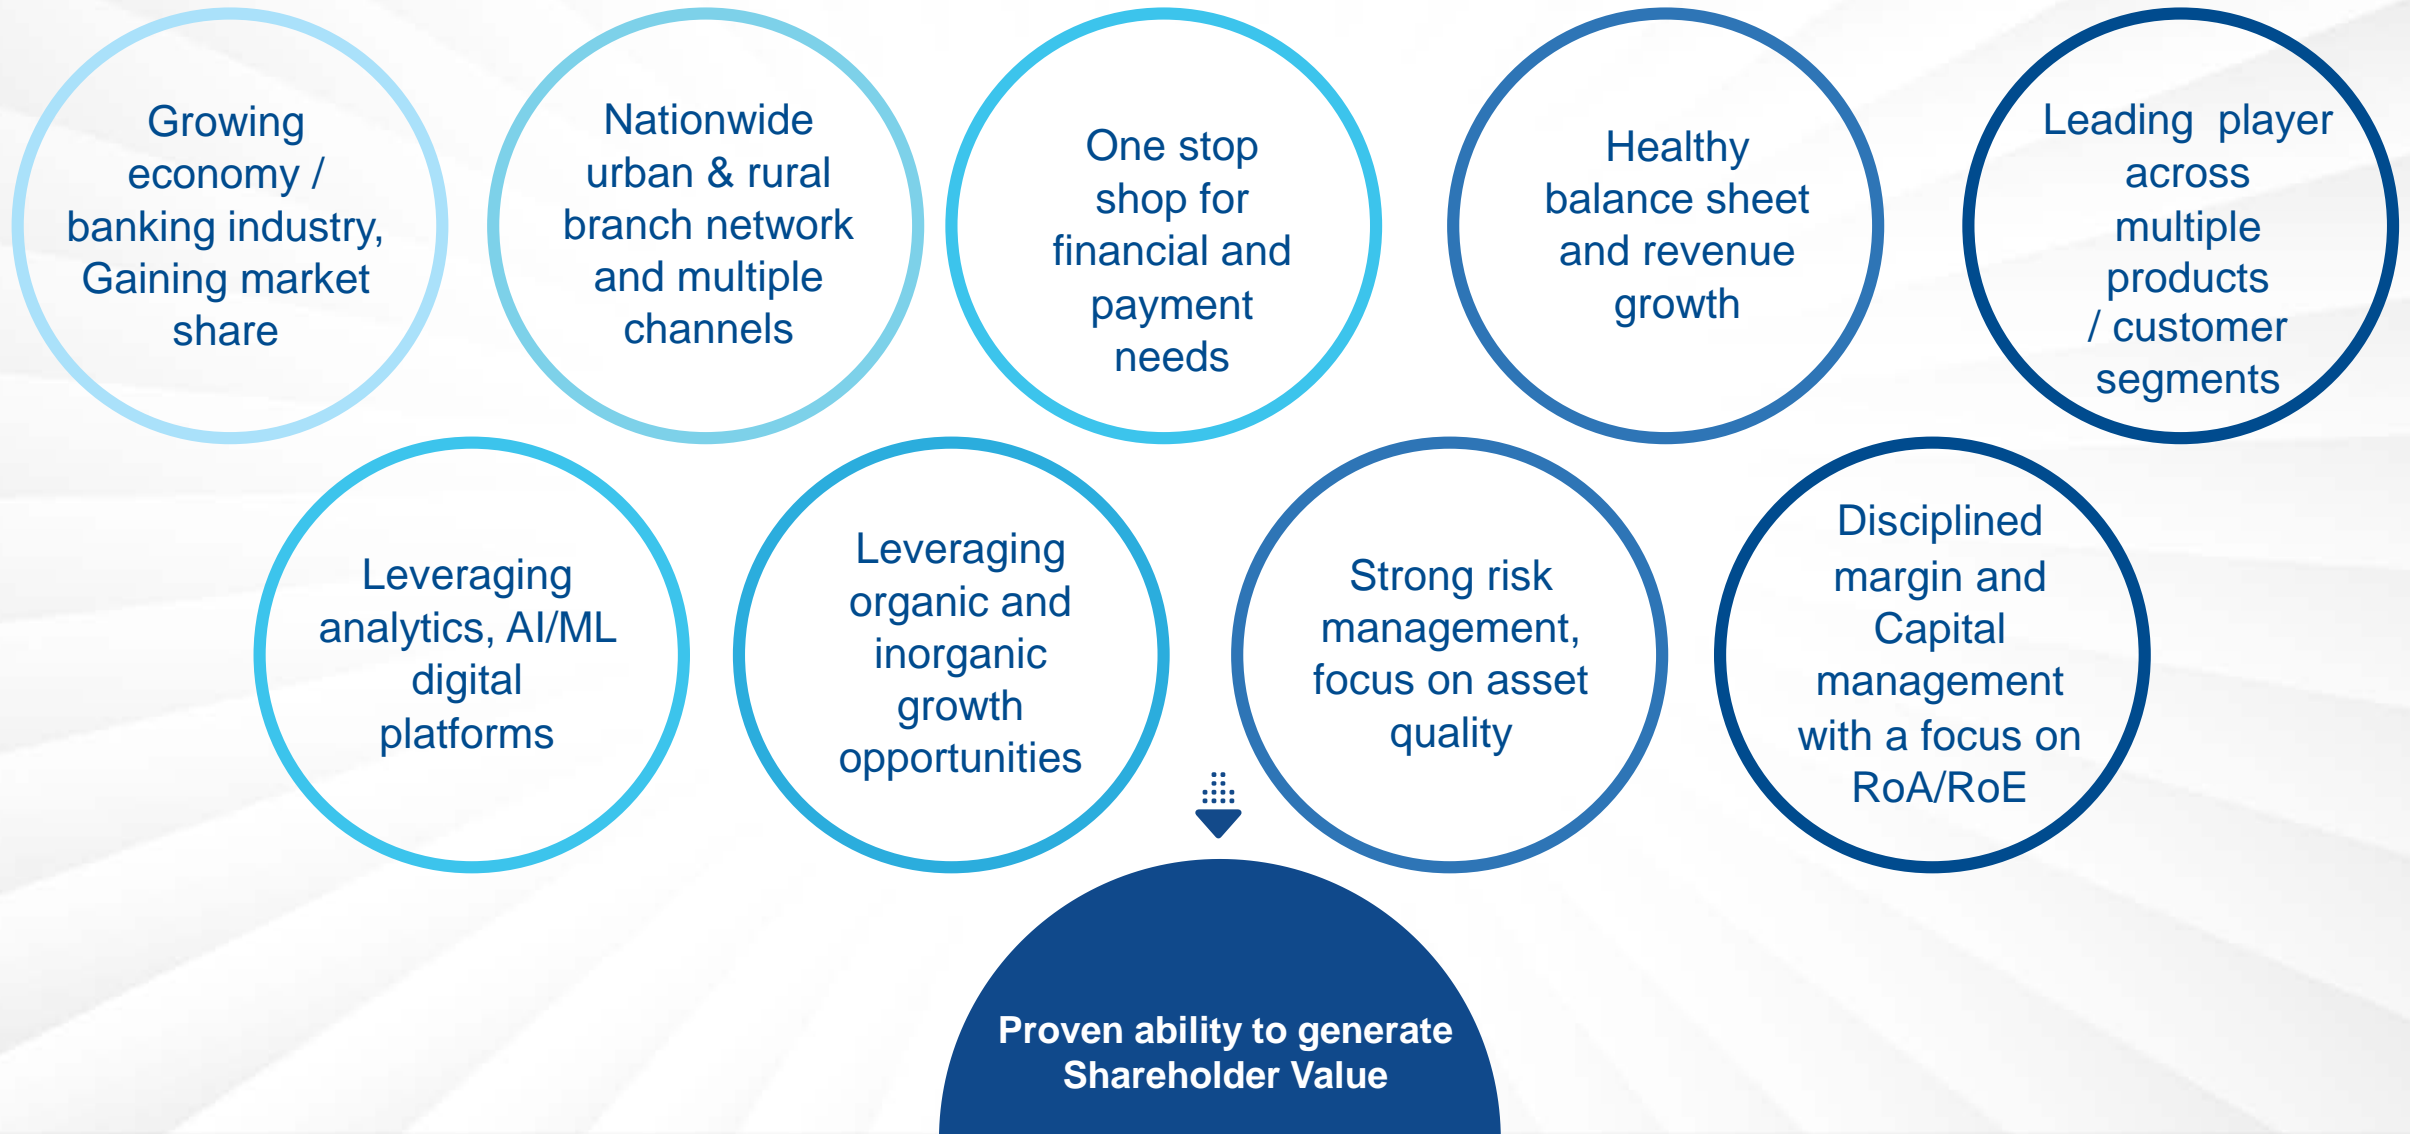 Growing
economy /
banking industry,
Gaining market
share
Nationwide
urban & rural
branch network
and multiple
channels
One stop
shop for
financial and
payment
needs
Healthy
balance sheet
and revenue
growth
Leading  player
across
multiple
products
/ customer
segments
Leveraging
analytics, AI/ML
digital
platforms
Leveraging
organic and
inorganic
growth
opportunities
Strong risk
management,
focus on asset
quality
Disciplined
margin and
Capital
management
with a focus on
RoA/RoE
Proven ability to generate
Shareholder Value